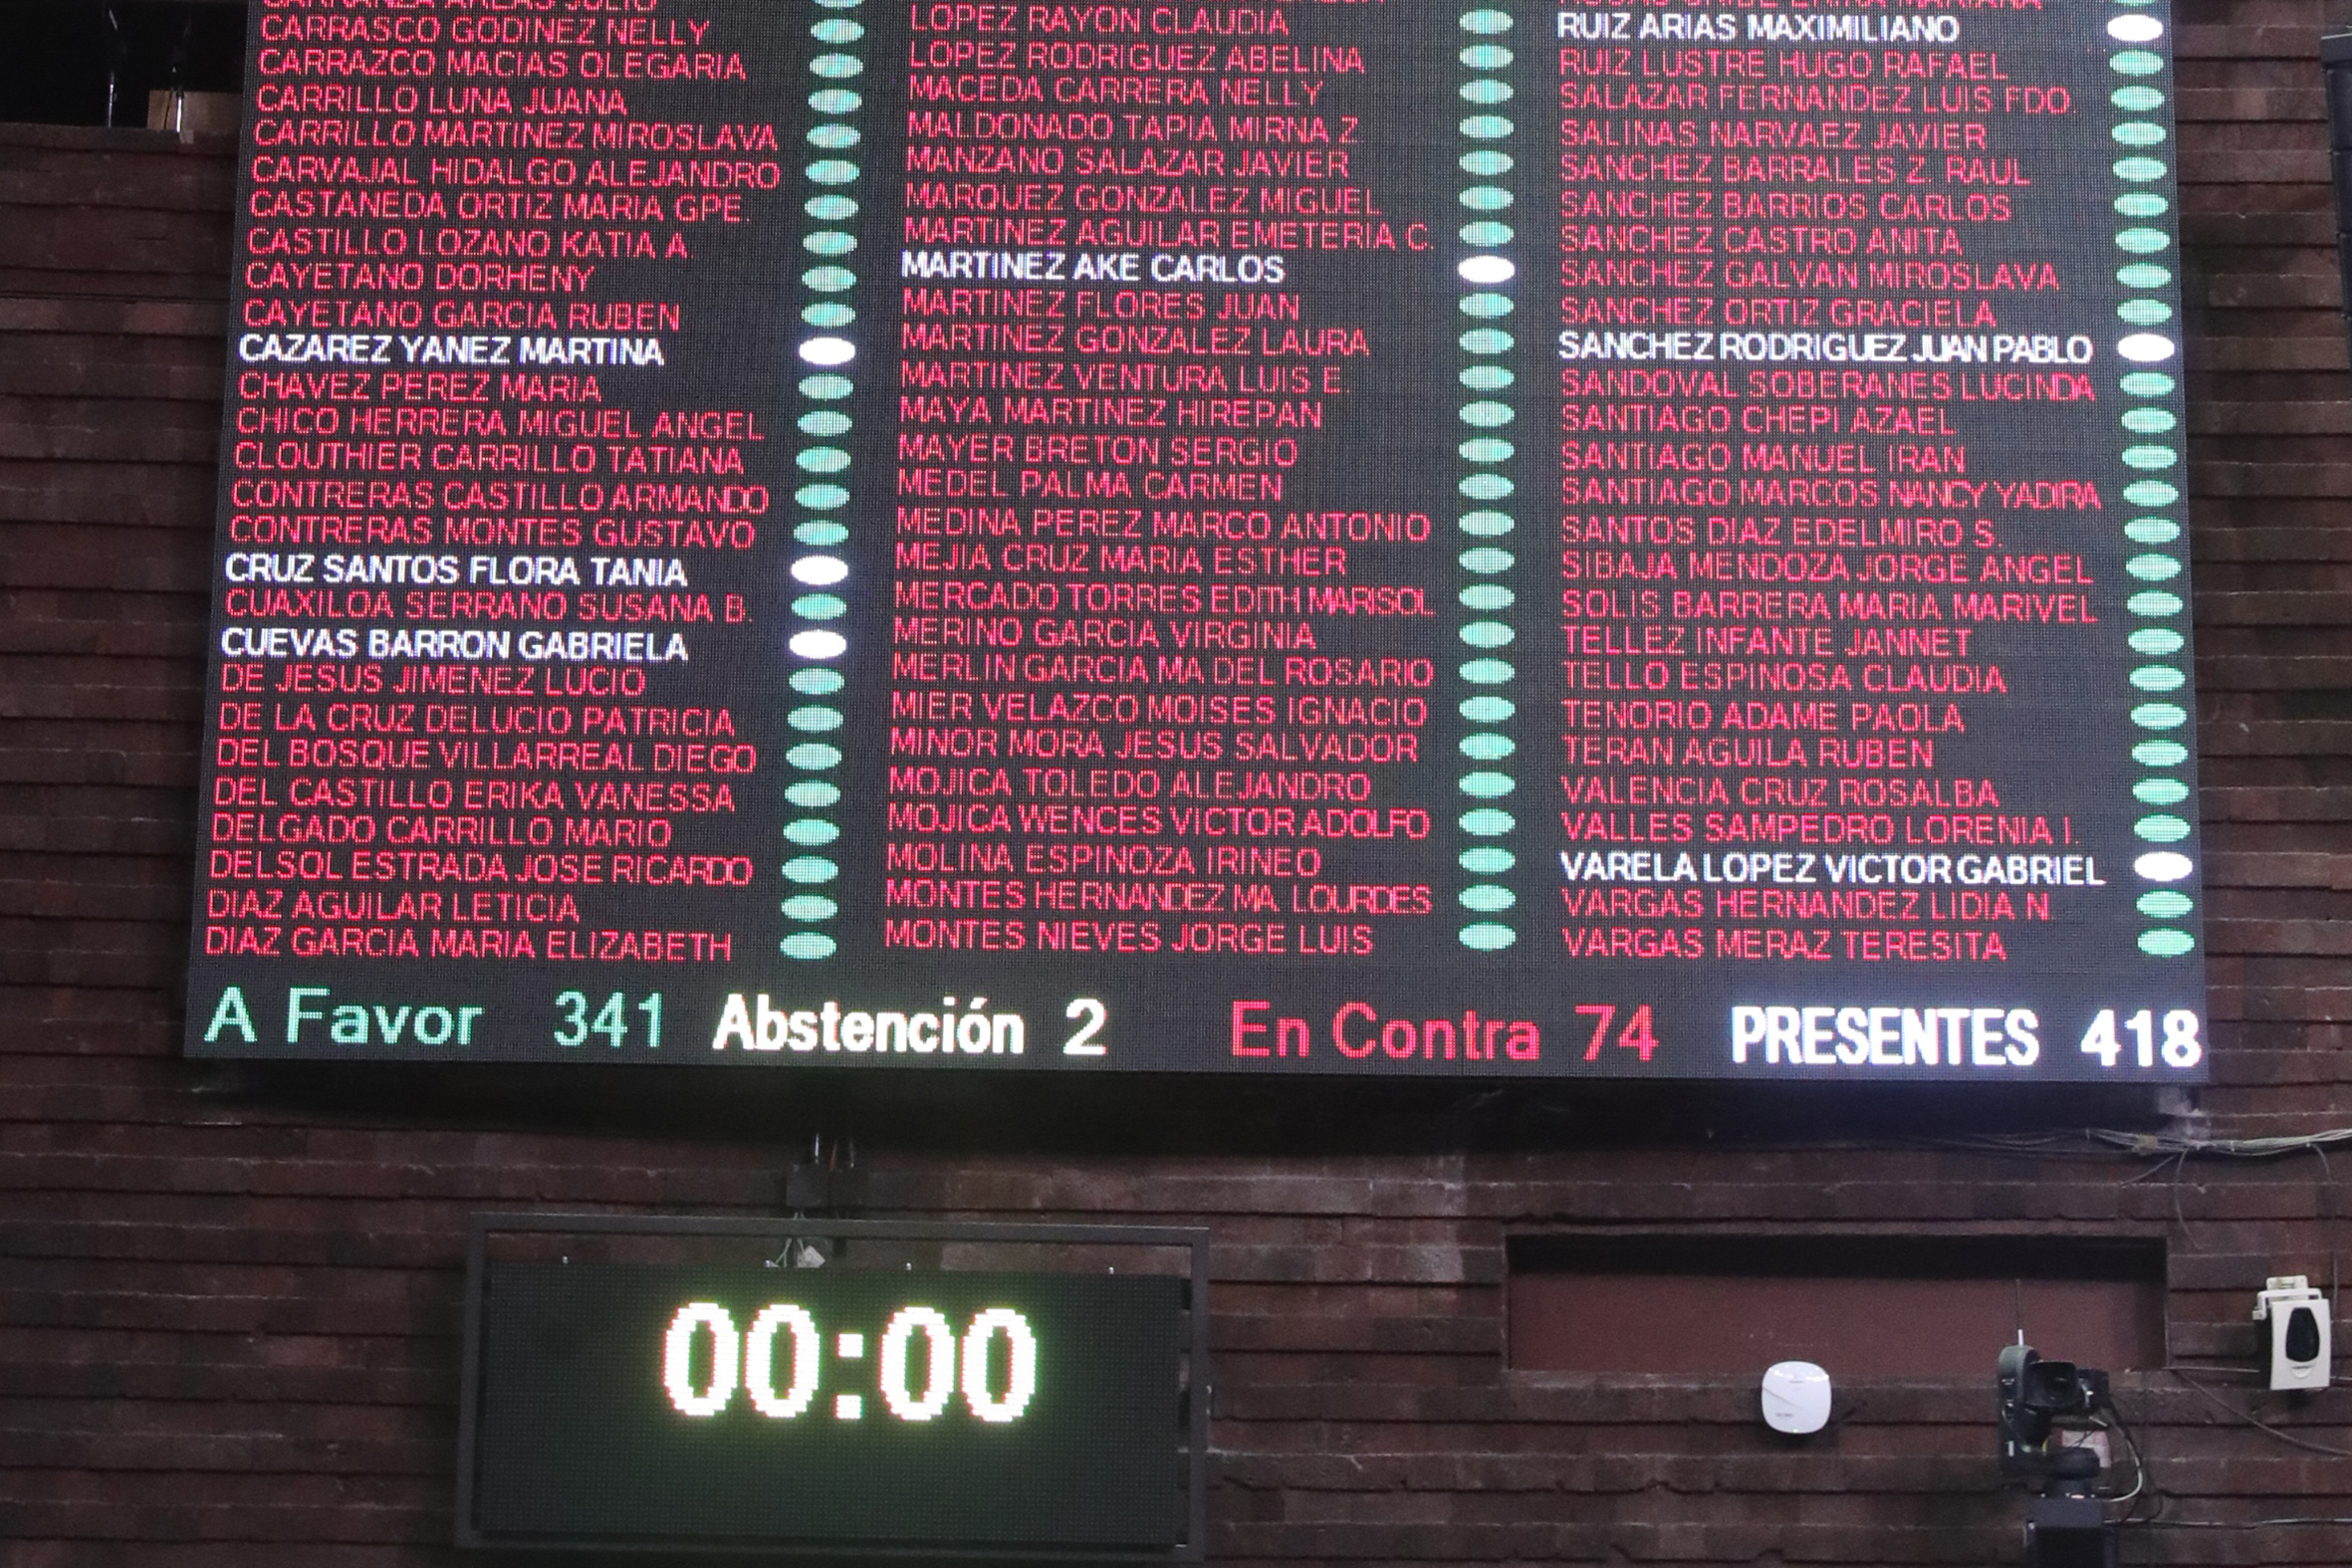 CARRANZA AREAS JULIO
CARRASCO GODINEZ NELLY
CARRAZCO MACIAS OLEGARIA
CARRILLO LUNA JUANA
CARRILLO MARTINEZ MIROSLAVA
CARVAJAL HIDALGO ALEJANDRO
CASTANEDA ORTIZ MARIA GPE.
CASTILLO LOZANO KATIA A.
CAYETANO DORHENY
CAYETANO GARCIA RUBEN
CAZAREZ YANEZ MARTINA
CHAVEZ PEREZ MARIA
CHICO HERRERA MIGUEL ANGEL
CLOUTHIER CARRILLO TATIANA
CONTRERAS CASTILLO ARMANDO
CONTRERAS MONTES GUSTAVO
CRUZ SANTOS FLORA TANIA
CUAXILOA SERRANO SUSANA B.
CUEVAS BARRON GABRIELA
DE JESUS JIMENEZ LUCIO
DE LA CRUZ DELUCIO PATRICIA
DEL BOSQUE VILLARREAL DIEGO
DEL CASTILLO ERIKA VANESSA
DELGADO CARRILLO MARIO
DELSOL ESTRADA JOSE RICARDO
DIAZ AGUILAR LETICIA
DIAZ GARCIA MARIA ELIZABETH
LOPEZ RAYON CLAUDIA
LOPEZ RODRIGUEZ ABELINA
MACEDA CARRERA NELLY
MALDONADO TAPIA MIRNA Z
MANZANO SALAZAR JAVIER
MARQUEZ GONZALEZ MIGUEL
MARTINEZ AGUILAR EMETERIA C.
MARTINEZ AKE CARLOS
MARTINEZ FLORES JUAN
MARTINEZ GONZALEZ LAURA
MARTINEZ VENTURA LUIS E.
MAYA MARTINEZ HIREPAN
MAYER BRETON SERGIO
MEDEL PALMA CARMEN
MEDINA PEREZ MARCO ANTONIO
MEJIA CRUZ MARIA ESTHER
MERCADO TORRES EDITH MARISOL
MERINO GARCIA VIRGINIA
MERLIN GARCIA MA DEL ROSARIO
MIER VELAZCO MOISES IGNACIO
MINOR MORA JESUS SALVADOR
MOJICA TOLEDO ALEJANDRO
MOJICA WENCES VICTOR ADOLFO
MOLINA ESPINOZA IRINEO
MONTES HERNANDEZ MA. LOURDES
MONTES NIEVES JORGE LUIS
RUIZ ARIAS MAXIMILIANO
RUIZ LUSTRE HUGO RAFAEL
SALAZAR FERNANDEZ LUIS FDO.
SALINAS NARVAEZ JAVIER
SANCHEZ BARRALES Z. RAUL
SANCHEZ BARRIOS CARLOS
SANCHEZ CASTRO ANITA
SANCHEZ GALVAN MIROSLAVA
SANCHEZ ORTIZ GRACIELA
SANCHEZ RODRIGUEZ JUAN PABLO
SANDOVAL SOBERANES LUCINDA
SANTIAGO CHEPI AZAEL
SANTIAGO MANUEL IRAN
SANTIAGO MARCOS NANCY YADIRA
SANTOS DIAZ EDELMIRO S.
SIBAJA MENDOZA JORGE ANGEL
SOLIS BARRERA MARIA MARIVEL
TELLEZ INFANTE JANNET
TELLO ESPINOSA CLAUDIA
TENORIO ADAME PAOLA
TERAN AGUILA RUBEN
VALENCIA CRUZ ROSALBA
VALLES SAMPEDRO LORENIA I.
VARELA LOPEZ VICTOR GABRIEL
VARGAS HERNANDEZ LIDIA N
VARGAS MERAZ TERESITA
A Favor 341 Abstención 2 En Contra 74 PRESENTES 418
00:00